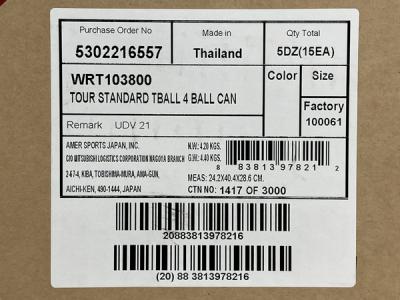 Purchase Order No Made in Qty Total
5302216557 Thailand 5DZ(15EA)
WRT103800 Color Size
TOUR STANDARD TBALL 4 BALL CAN
Factory
100061
Remark UDV 21
AMER SPORTS JAPAN, INC.
C/O MITSUBISHI LOGISTICS CORPORATION NAGOYA BRANCH
2-47-4, KIBA, TOBISHIMA-MURA, AMA-GUN,
AICHI-KEN, 490-1444, JAPAN
N.W: 4.20 KGS.
G.W: 4.40 KGS.
8 83813 97821 2
MEAS: 24.2X40.4X28.6 CM.
CTN NO: 1417 OF 3000
20883813978216
(20) 88 3813978216